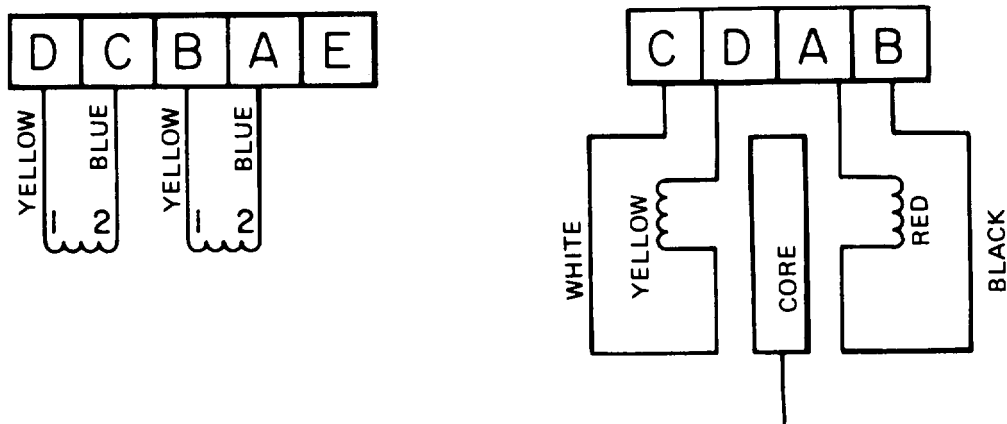 D C B A E
YELLOW
BLUE
YELLOW
BLUE
1 2
1 2
C D A B
WHITE
YELLOW
CORE
RED
BLACK